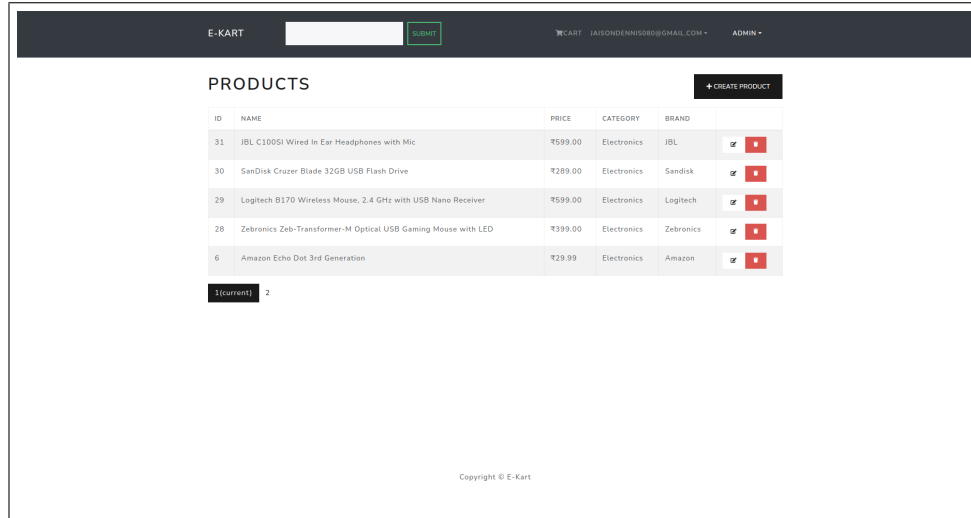 E-KART SUBMIT CART JAISONDENNIS080@GMAIL.COM ADMIN
PRODUCTS + CREATE PRODUCT
ID NAME PRICE CATEGORY BRAND
31 JBL C100SI Wired In Ear Headphones with Mic ₹599.00 Electronics JBL
30 SanDisk Cruzer Blade 32GB USB Flash Drive ₹289.00 Electronics Sandisk
29 Logitech B170 Wireless Mouse, 2.4 GHz with USB Nano Receiver ₹599.00 Electronics Logitech
28 Zebronics Zeb-Transformer-M Optical USB Gaming Mouse with LED ₹399.00 Electronics Zebronics
6 Amazon Echo Dot 3rd Generation ₹29.99 Electronics Amazon
1(current) 2
Copyright © E-Kart